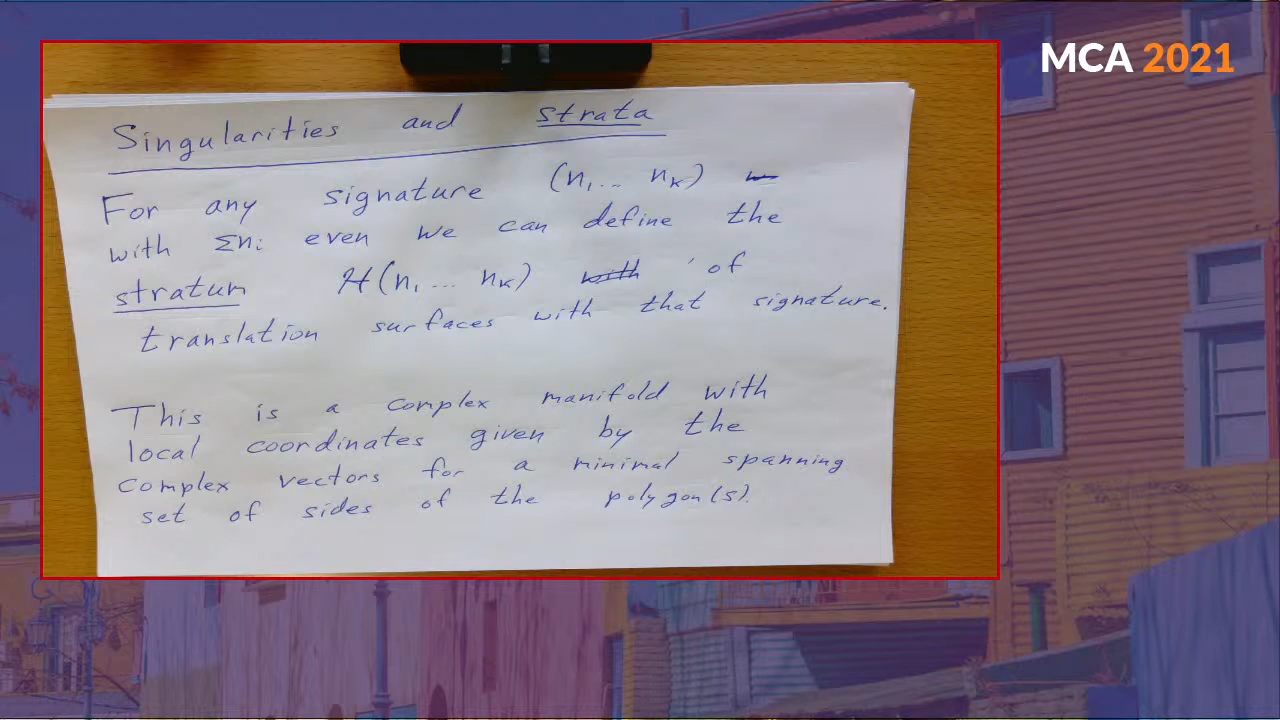 MCA 2021
Singularities and strata
For any signature (n₁... nₖ)
with Σnᵢ even we can define the
stratum H(n₁... nₖ) with of
translation surfaces with that signature.
This is a complex manifold with
local coordinates given by the
complex vectors for a minimal spanning
set of sides of the polygon(s).